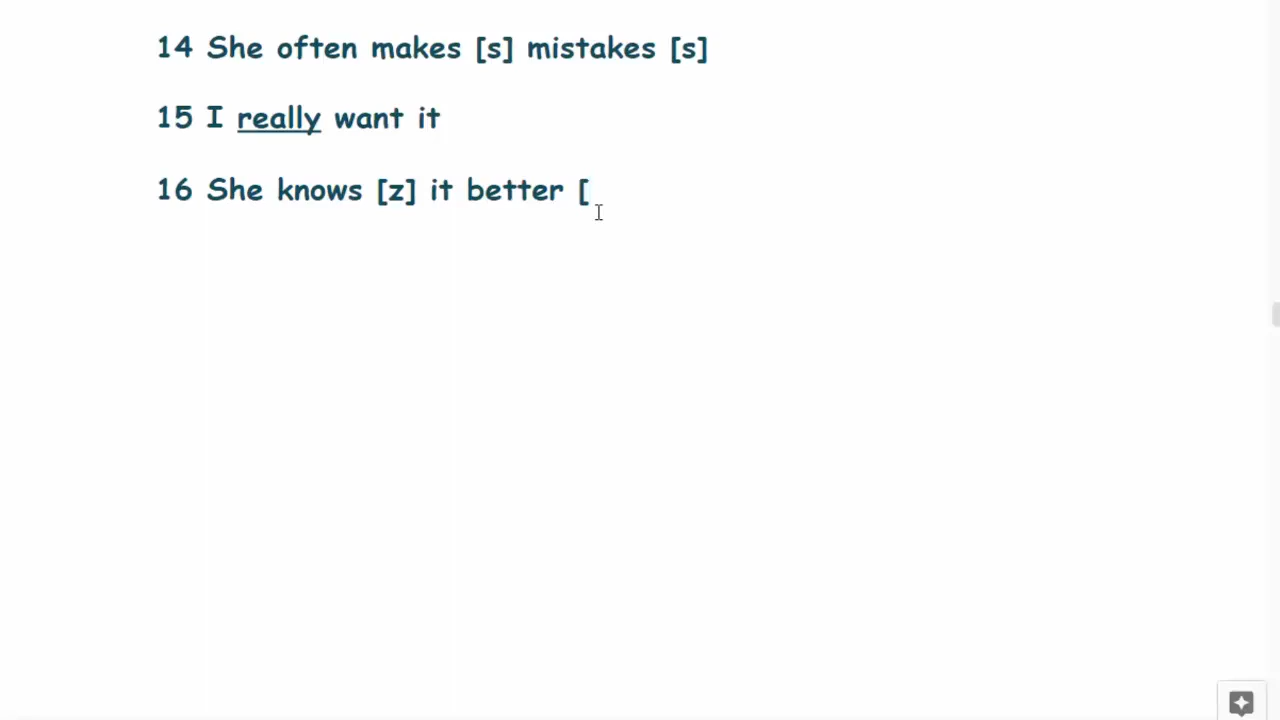 14 She often makes [s] mistakes [s]
15 I really want it
16 She knows [z] it better [